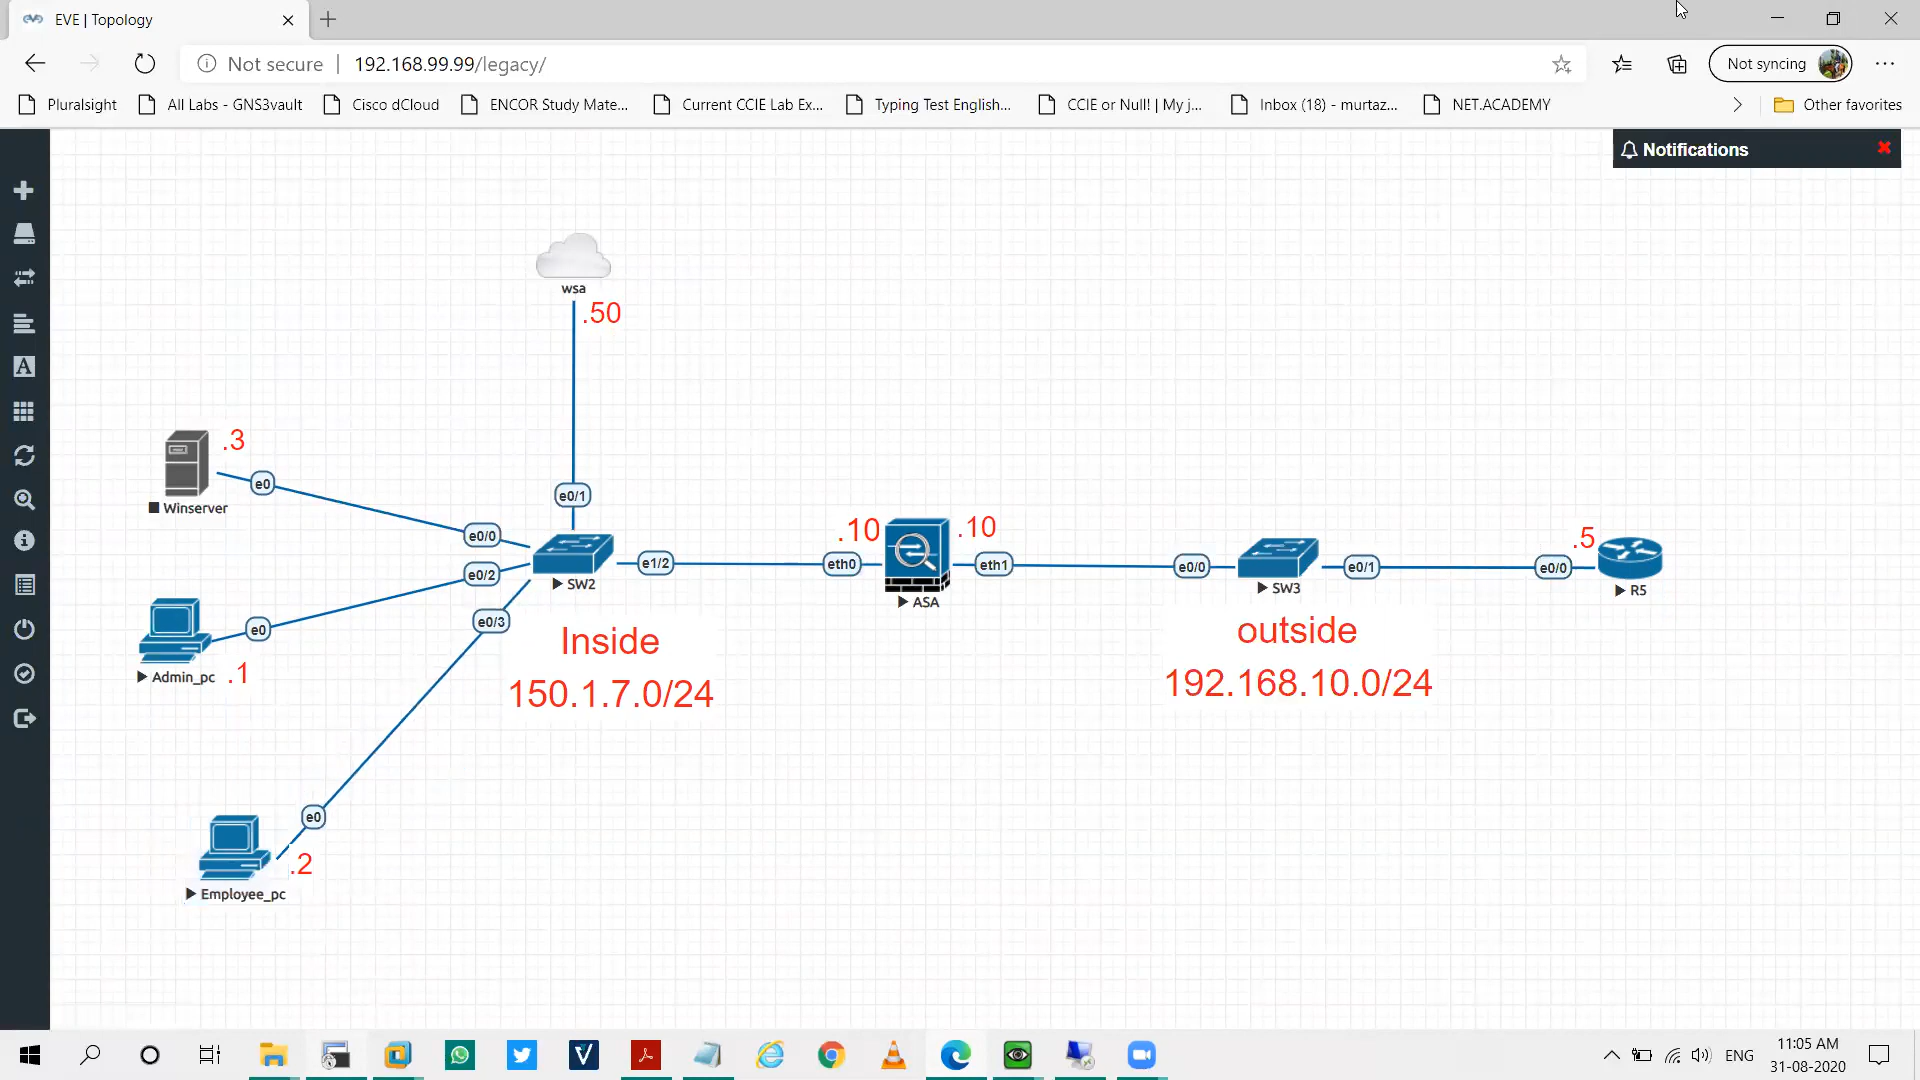 EVE | Topology
Not secure | 192.168.99.99/legacy/
Not syncing
Pluralsight
All Labs - GNS3vault
Cisco dCloud
ENCOR Study Mate...
Current CCIE Lab Ex...
Typing Test English...
CCIE or Null! | My j...
Inbox (18) - murtaz...
NET.ACADEMY
Other favorites
Notifications
wsa
.50
.3
e0
Winserver
e0/1
e0/0
e0/2
SW2
e1/2
.10
.10
eth0
eth1
ASA
e0/0
SW3
e0/1
.5
e0/0
R5
e0
Admin_pc .1
e0/3
Inside
150.1.7.0/24
outside
192.168.10.0/24
e0
.2
Employee_pc
ENG
11:05 AM
31-08-2020